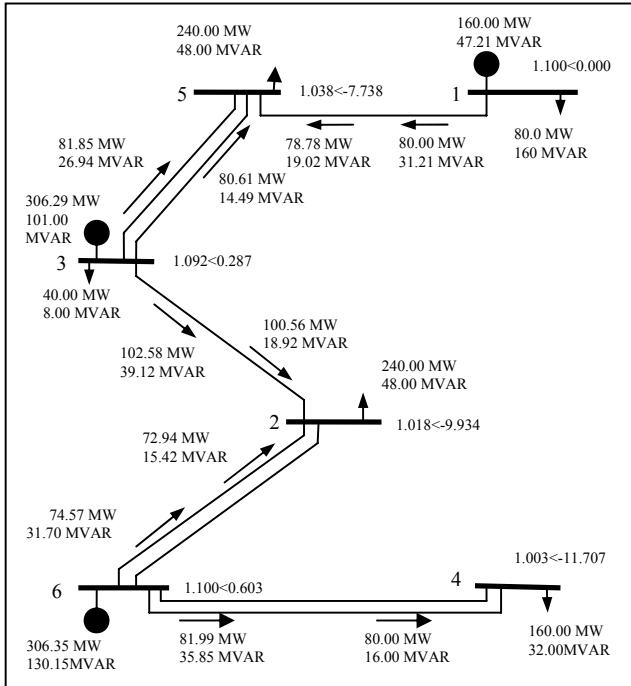 240.00 MW
48.00 MVAR
160.00 MW
47.21 MVAR
1.100<0.000
5
1.038<-7.738
1
81.85 MW
26.94 MVAR
78.78 MW
19.02 MVAR
80.00 MW
31.21 MVAR
80.0 MW
160 MVAR
80.61 MW
14.49 MVAR
306.29 MW
101.00
MVAR
3
1.092<0.287
40.00 MW
8.00 MVAR
102.58 MW
39.12 MVAR
100.56 MW
18.92 MVAR
240.00 MW
48.00 MVAR
2
1.018<-9.934
72.94 MW
15.42 MVAR
74.57 MW
31.70 MVAR
1.003<-11.707
6
1.100<0.603
4
306.35 MW
130.15MVAR
81.99 MW
35.85 MVAR
80.00 MW
16.00 MVAR
160.00 MW
32.00MVAR